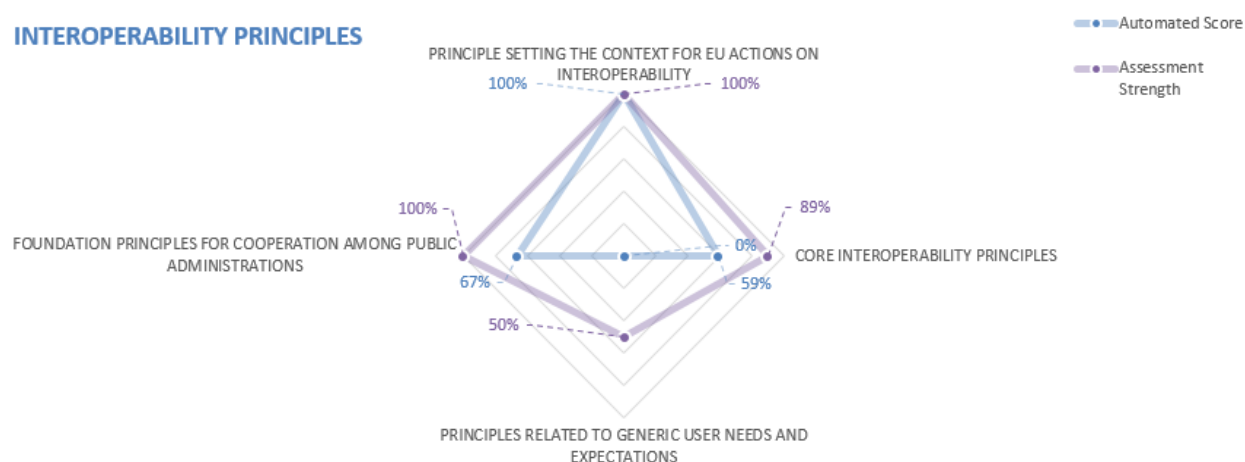 INTEROPERABILITY PRINCIPLES
Automated Score
Assessment
Strength
PRINCIPLE SETTING THE CONTEXT FOR EU ACTIONS ON
INTEROPERABILITY
100%
100%
100%
89%
FOUNDATION PRINCIPLES FOR COOPERATION AMONG PUBLIC
ADMINISTRATIONS
0%
CORE INTEROPERABILITY PRINCIPLES
67%
59%
50%
PRINCIPLES RELATED TO GENERIC USER NEEDS AND
EXPECTATIONS